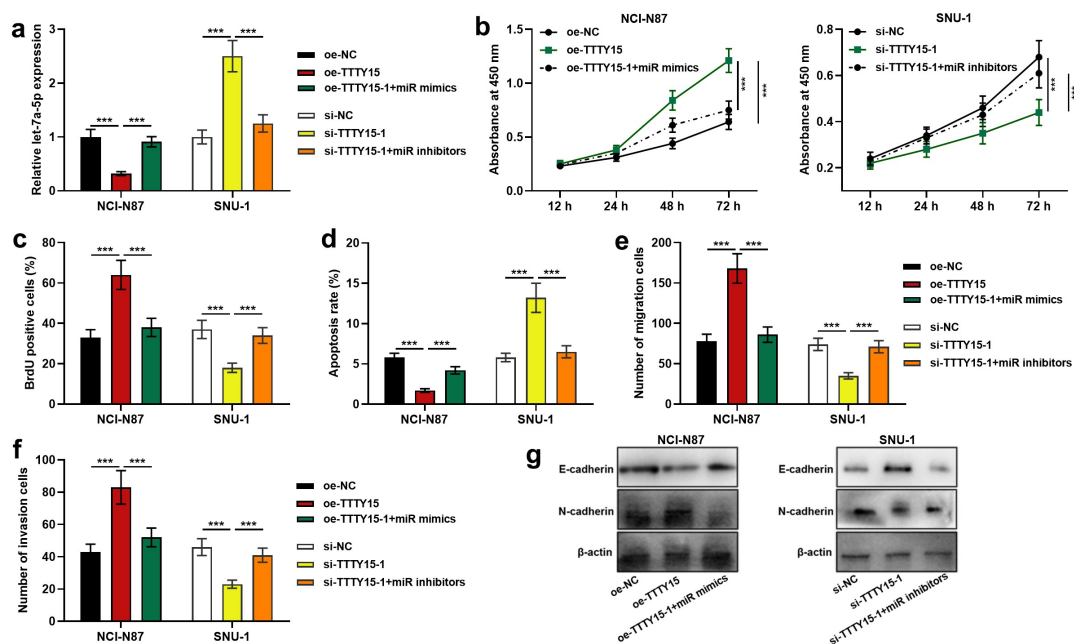 a
Relative let-7a-5p expression
3
2
1
0
***
***
***
***
NCI-N87
SNU-1
oe-NC
oe-TTTY15
oe-TTTY15-1+miR mimics
si-NC
si-TTTY15-1
si-TTTY15-1+miR inhibitors
b
NCI-N87
Absorbance at 450 nm
1.5
1.0
0.5
0.0
oe-NC
oe-TTTY15
oe-TTTY15-1+miR mimics
***
***
12 h
24 h
48 h
72 h
SNU-1
Absorbance at 450 nm
0.8
0.6
0.4
0.2
si-NC
si-TTTY15-1
si-TTTY15-1+miR inhibitors
***
***
12 h
24 h
48 h
72 h
c
BrdU positive cells (%)
80
60
40
20
0
***
***
***
***
NCI-N87
SNU-1
d
Apoptosis rate (%)
20
15
10
5
0
***
***
***
***
NCI-N87
SNU-1
e
Number of migration cells
200
150
100
50
0
***
***
***
***
NCI-N87
SNU-1
oe-NC
oe-TTTY15
oe-TTTY15-1+miR mimics
si-NC
si-TTTY15-1
si-TTTY15-1+miR inhibitors
f
Number of invasion cells
100
80
60
40
20
0
***
***
***
***
NCI-N87
SNU-1
oe-NC
oe-TTTY15
oe-TTTY15-1+miR mimics
si-NC
si-TTTY15-1
si-TTTY15-1+miR inhibitors
g
NCI-N87
E-cadherin
N-cadherin
β-actin
oe-NC
oe-TTTY15
oe-TTTY15-1+miR mimics
SNU-1
E-cadherin
N-cadherin
β-actin
si-NC
si-TTTY15-1
si-TTTY15-1+miR inhibitors